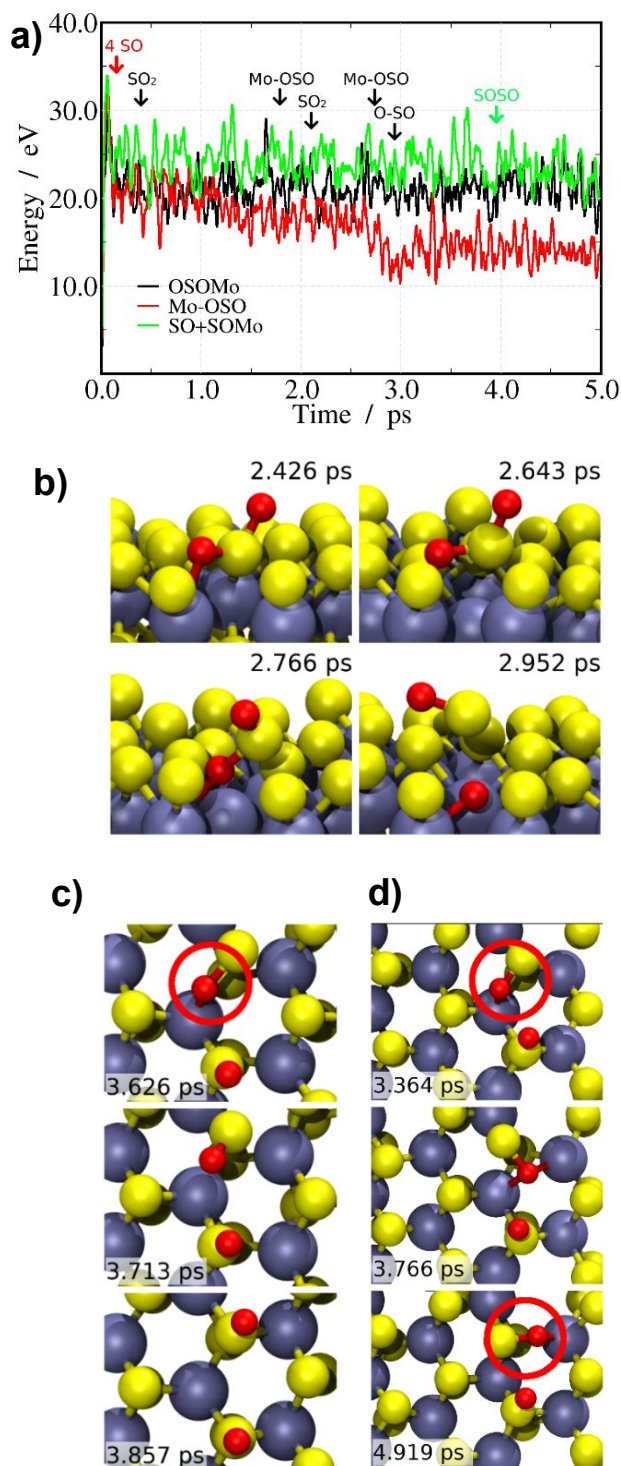 a)
40.0
30.0
20.0
10.0
Energy / eV
4 SO
SO₂
Mo-OSO
SO₂
Mo-OSO
O-SO
SOSO
OSOMo
Mo-OSO
SO+SOMo
0.0 1.0 2.0 3.0 4.0 5.0
Time / ps
b)
2.426 ps
2.643 ps
2.766 ps
2.952 ps
c)
3.626 ps
3.713 ps
3.857 ps
d)
3.364 ps
3.766 ps
4.919 ps